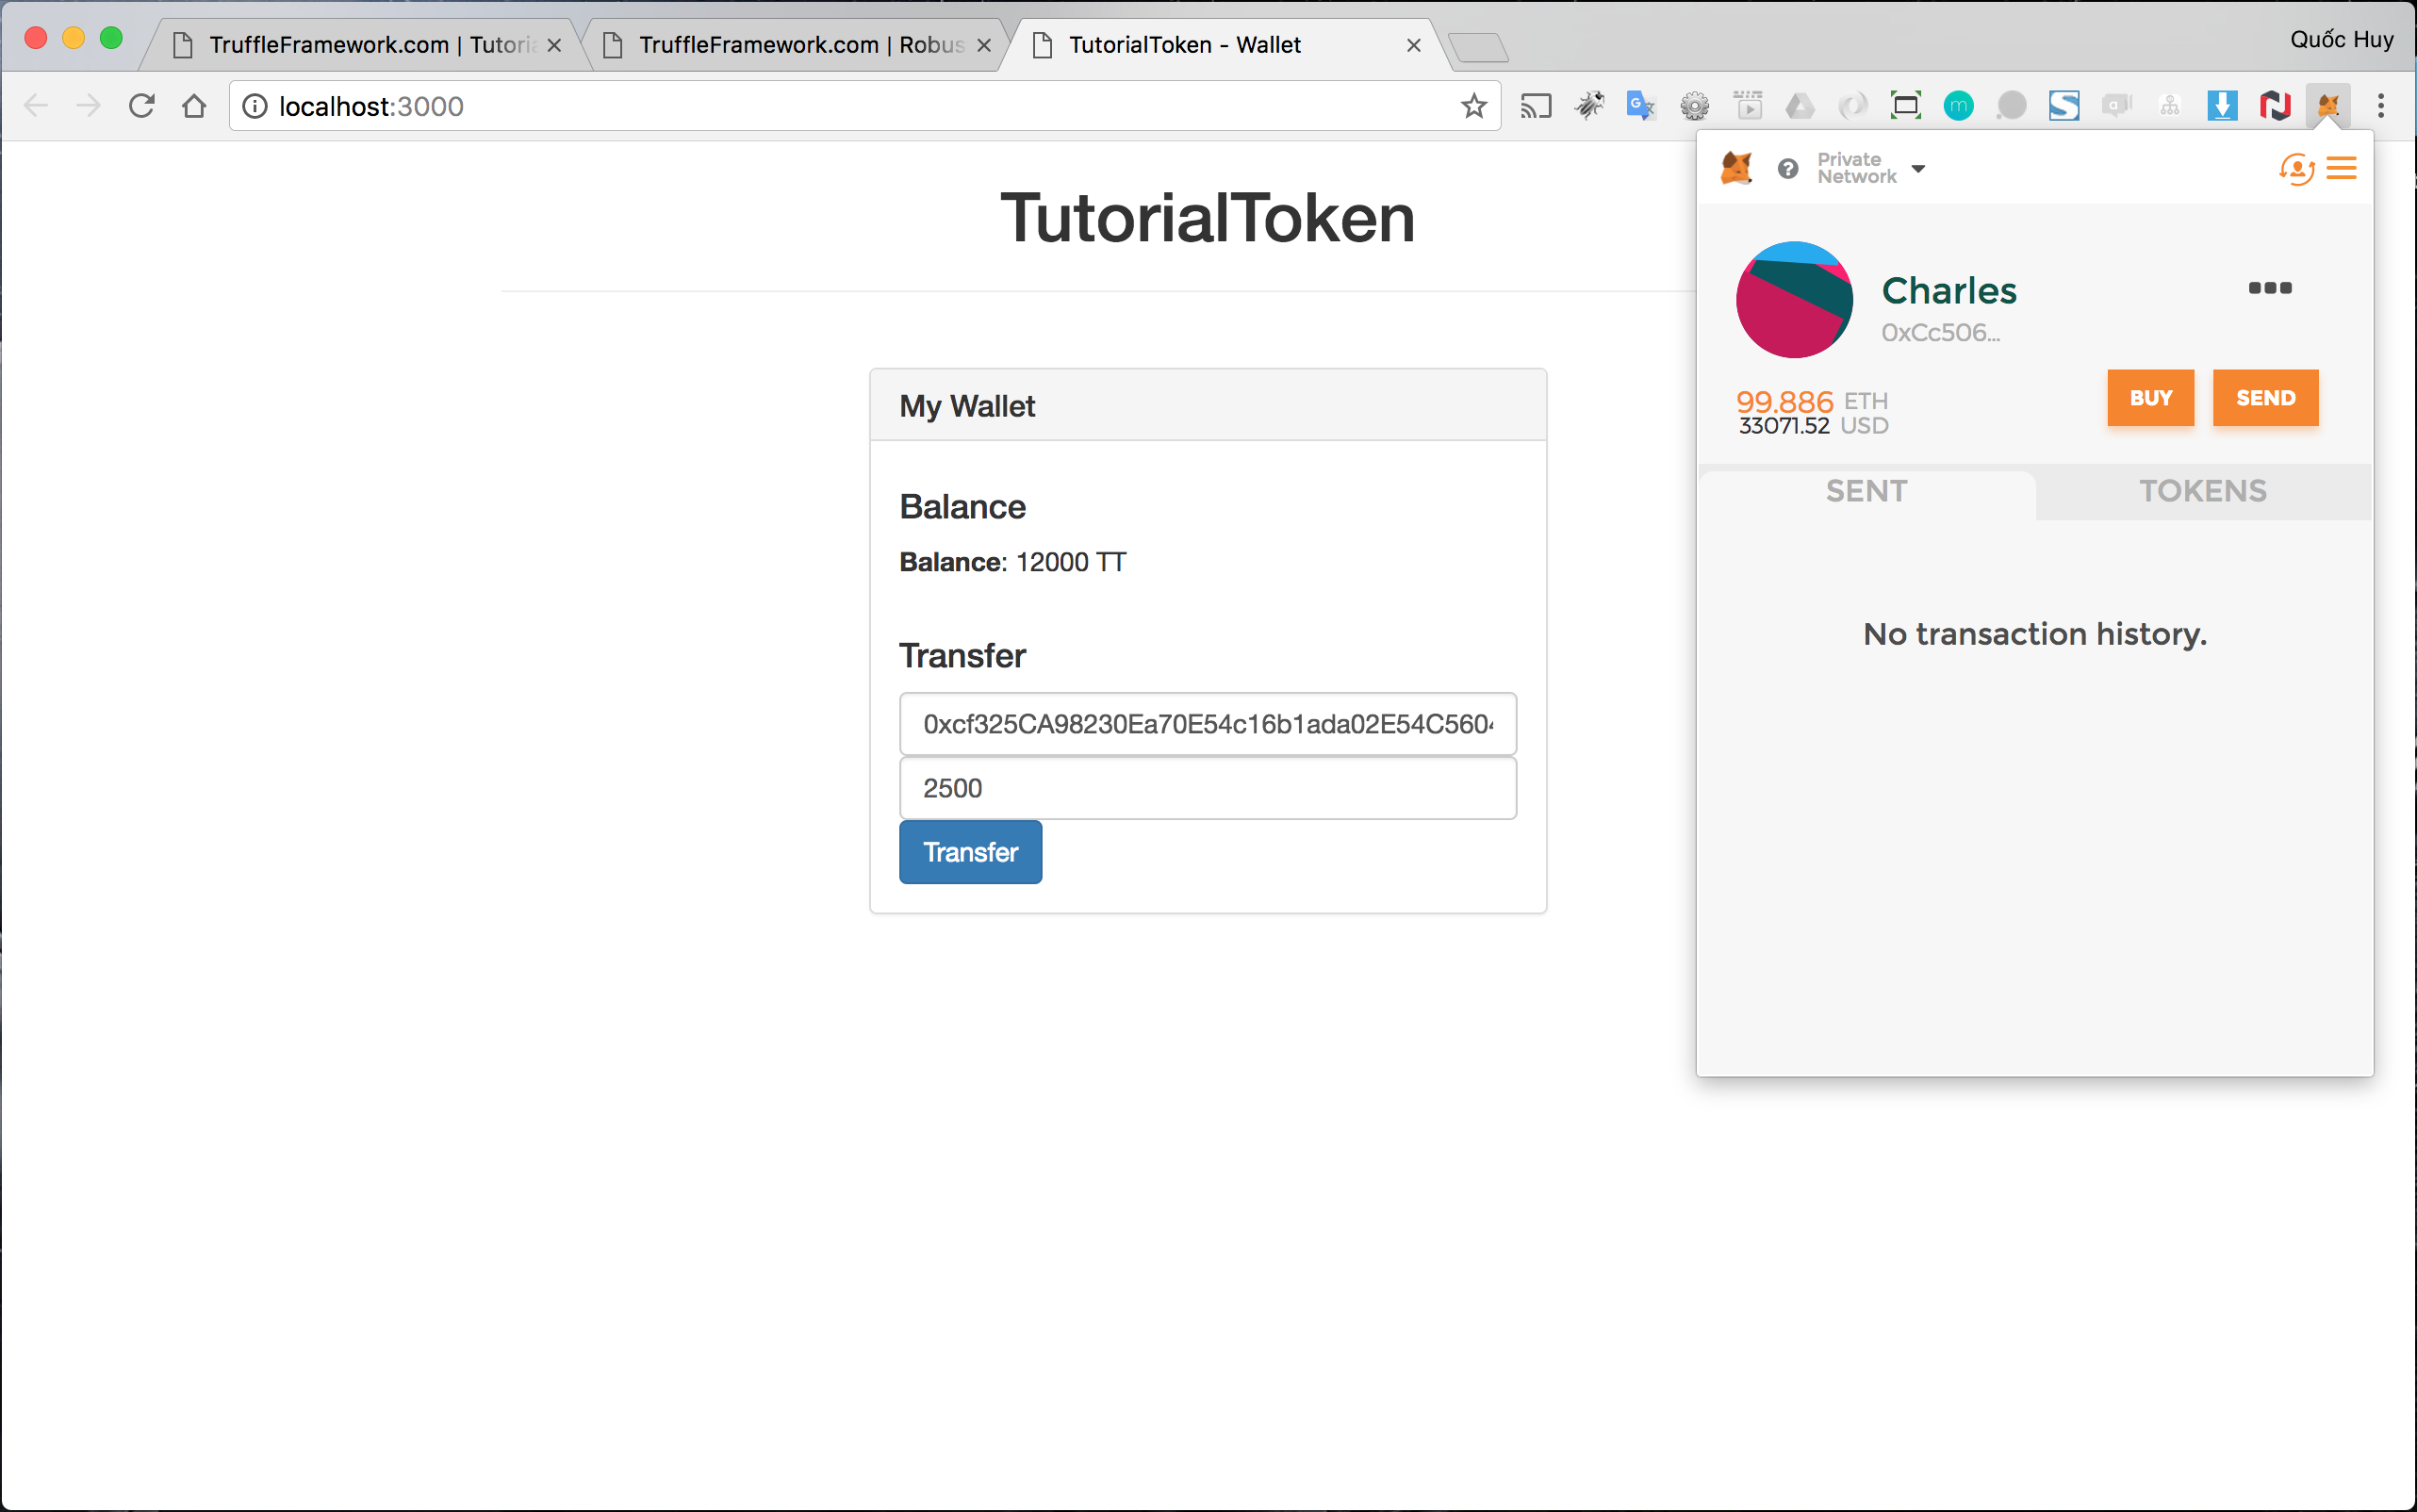 TruffleFramework.com | Tutoria
TruffleFramework.com | Robus
TutorialToken - Wallet
Quốc Huy
localhost:3000
TutorialToken
My Wallet
Balance
Balance: 12000 TT
Transfer
0xcf325CA98230Ea70E54c16b1ada02E54C5604
2500
Transfer
Private
Network
Charles
0xCc506...
99.886 ETH
33071.52 USD
BUY
SEND
SENT
TOKENS
No transaction history.